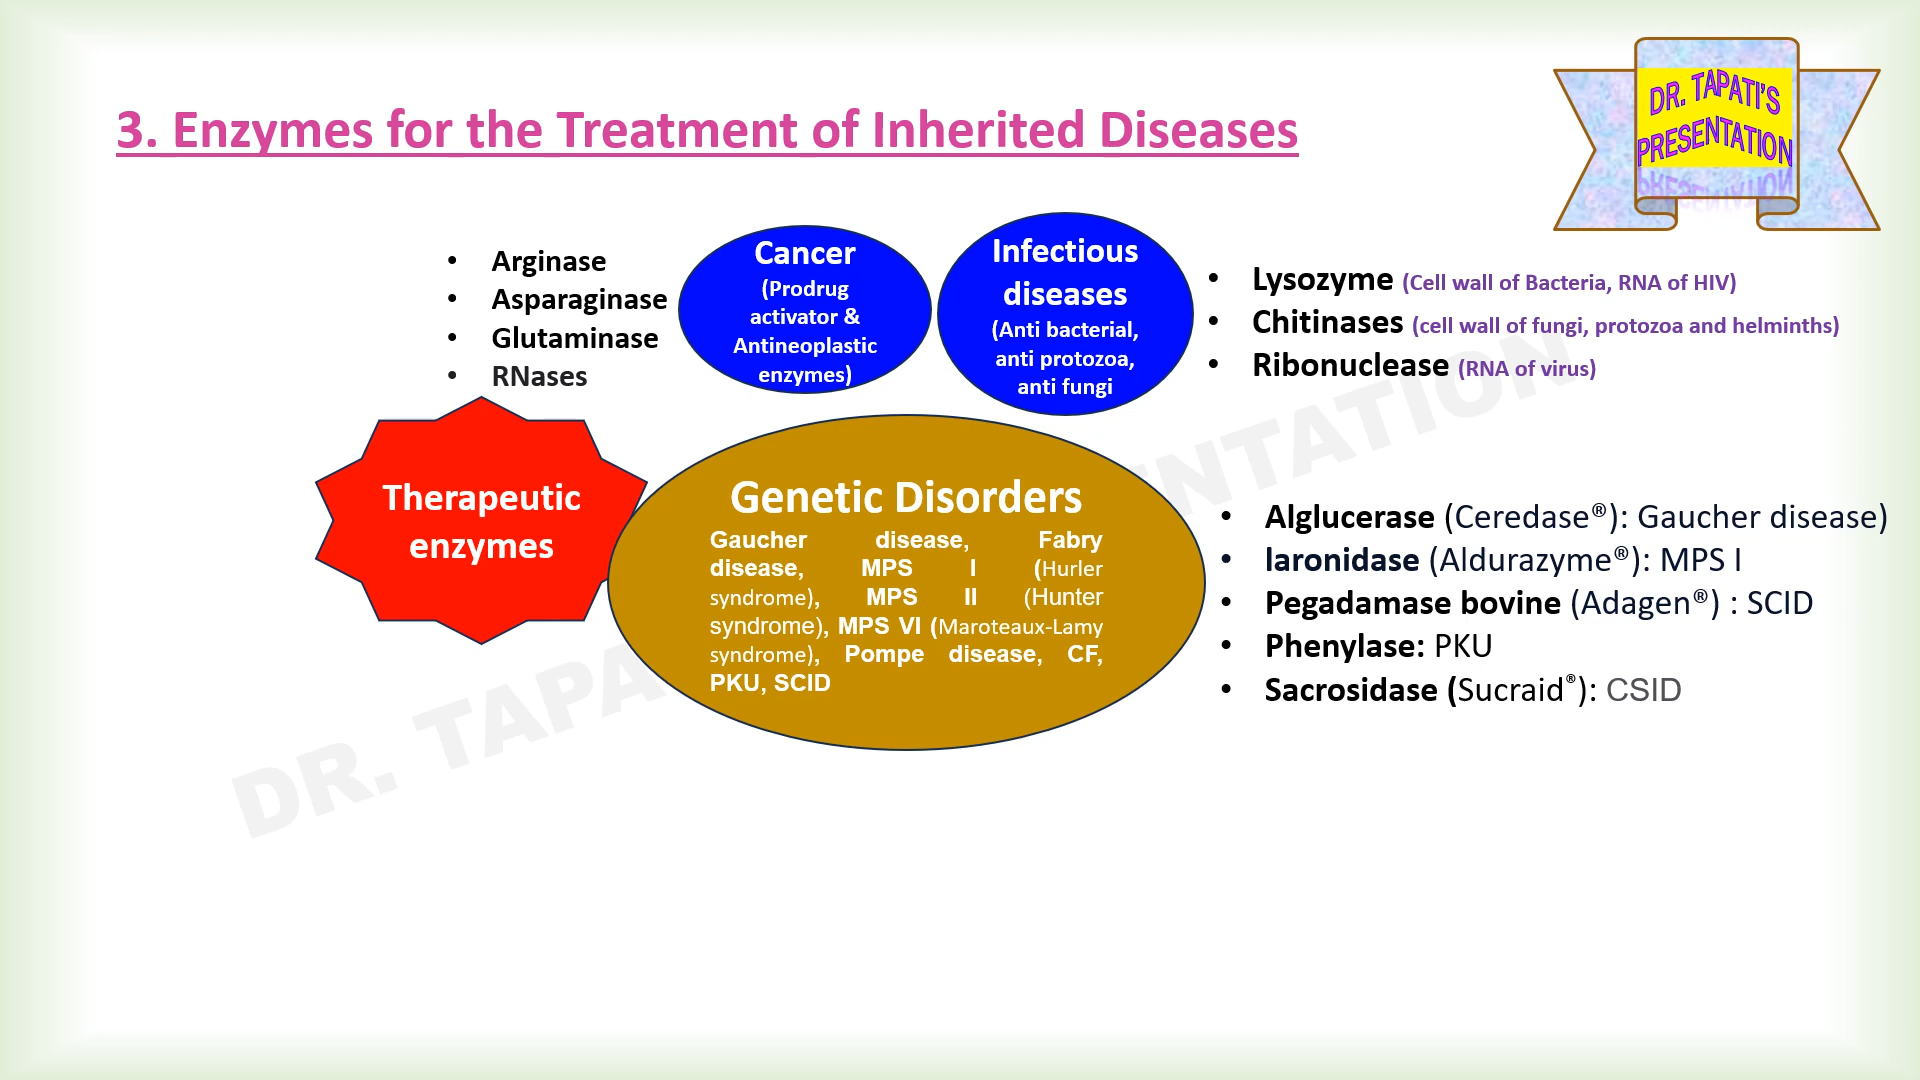 3. Enzymes for the Treatment of Inherited Diseases
DR. TAPATI'S
PRESENTATION
• Arginase
• Asparaginase
• Glutaminase
• RNases
Cancer
(Prodrug
activator &
Antineoplastic
enzymes)
Infectious
diseases
(Anti bacterial,
anti protozoa,
anti fungi
• Lysozyme (Cell wall of Bacteria, RNA of HIV)
• Chitinases (cell wall of fungi, protozoa and helminths)
• Ribonuclease (RNA of virus)
Therapeutic
enzymes
Genetic Disorders
Gaucher disease, Fabry
disease, MPS I (Hurler
syndrome), MPS II (Hunter
syndrome), MPS VI (Maroteaux-Lamy
syndrome), Pompe disease, CF,
PKU, SCID
• Alglucerase (Ceredase®): Gaucher disease)
• laronidase (Aldurazyme®): MPS I
• Pegadamase bovine (Adagen®) : SCID
• Phenylase: PKU
• Sacrosidase (Sucraid®): CSID
DR. TAPA NTATION